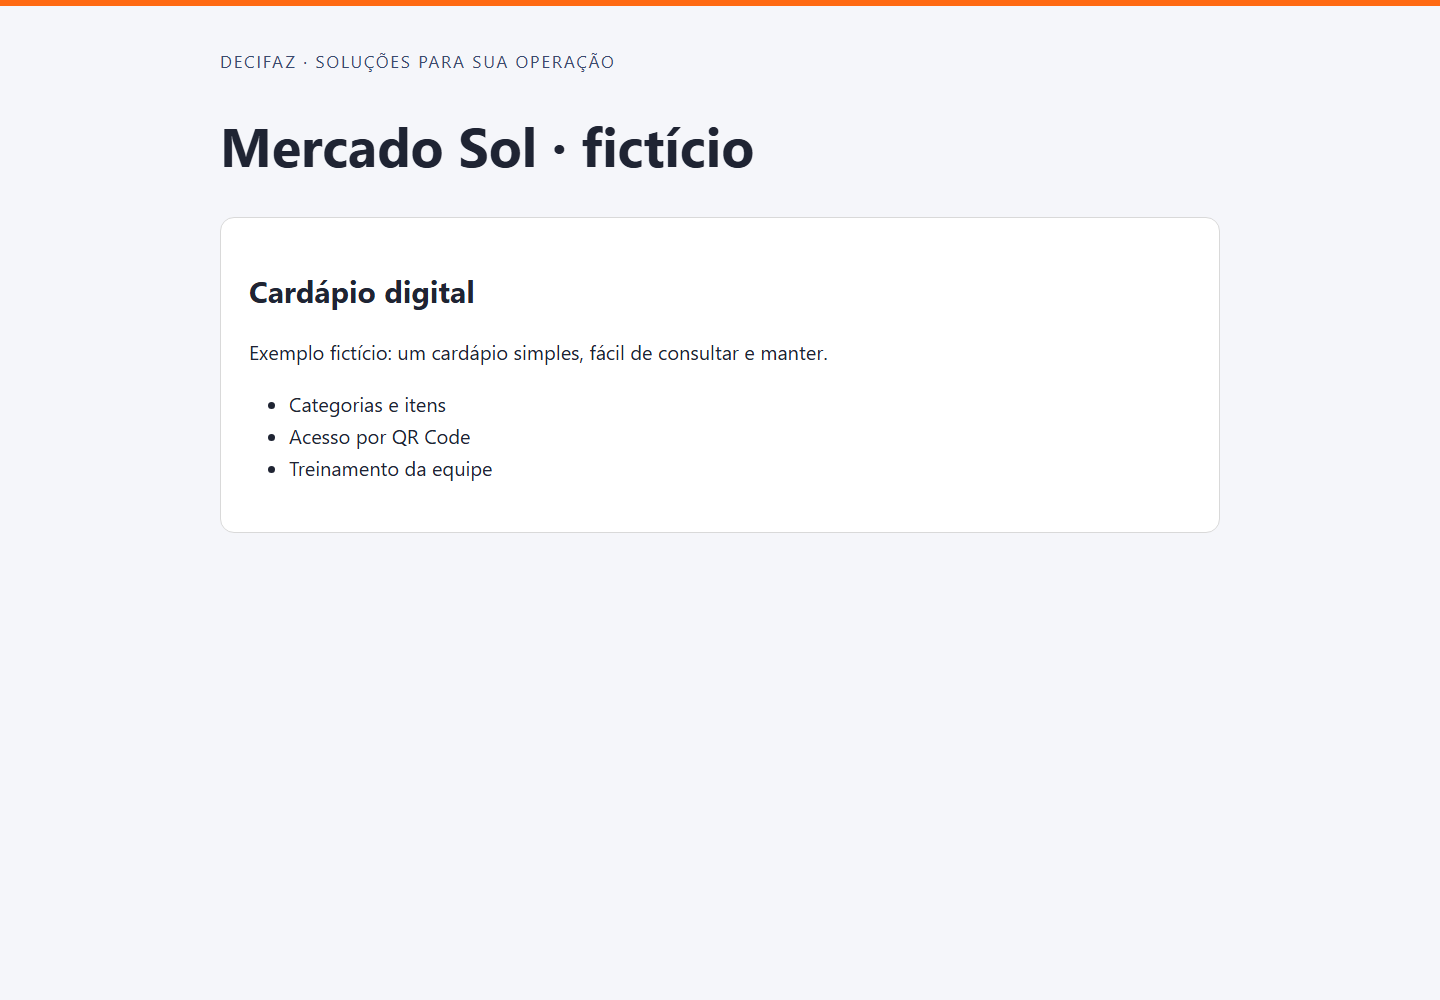 DECIFAZ · SOLUÇÕES PARA SUA OPERAÇÃO
Mercado Sol · fictício
Cardápio digital
Exemplo fictício: um cardápio simples, fácil de consultar e manter.
Categorias e itens
Acesso por QR Code
Treinamento da equipe